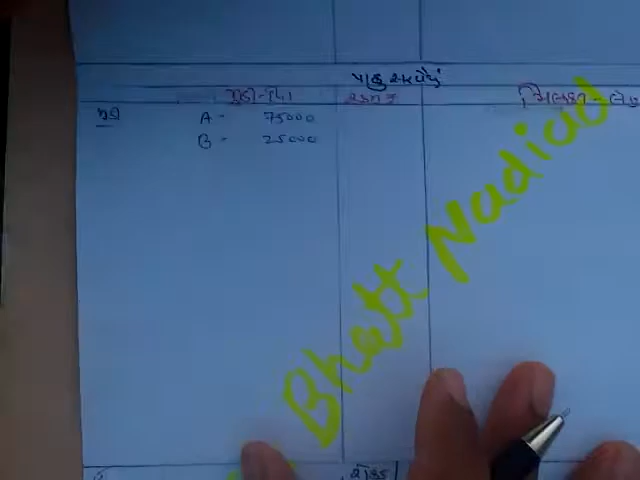 પાકું સરવૈયું
મૂડી-દેવા રકમ મિલકત - લેણાં
મૂડી A - 75000
B - 25000
Bhatt Nadiad